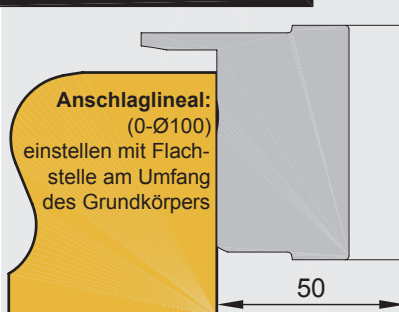 Anschlaglineal:
(0-Ø100)
einstellen mit Flach-
stelle am Umfang
des Grundkörpers
50